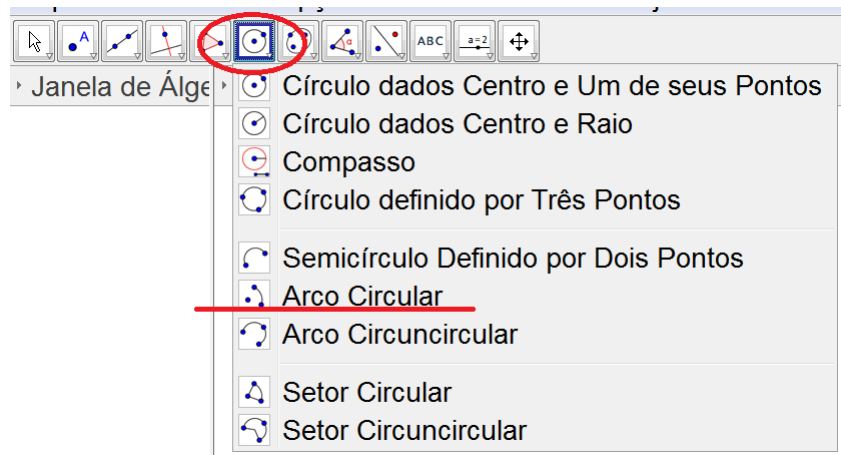 A
α
ABC
a=2
Janela de Álge
Círculo dados Centro e Um de seus Pontos
Círculo dados Centro e Raio
Compasso
Círculo definido por Três Pontos
Semicírculo Definido por Dois Pontos
Arco Circular
Arco Circuncircular
Setor Circular
Setor Circuncircular